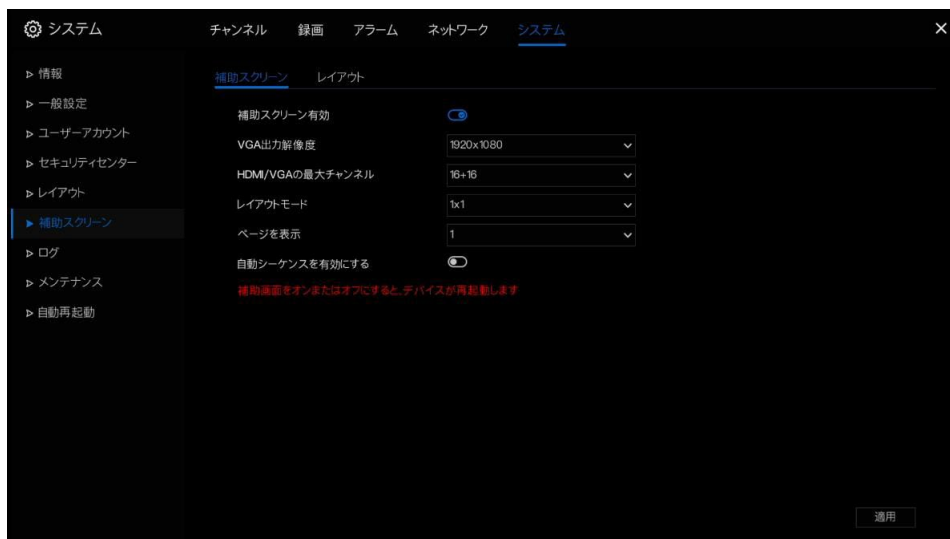 システム
チャンネル 録画 アラーム ネットワーク システム
情報
一般設定
ユーザーアカウント
セキュリティセンター
レイアウト
補助スクリーン
ログ
メンテナンス
自動再起動
補助スクリーン レイアウト
補助スクリーン有効
VGA出力解像度 1920x1080
HDMI/VGAの最大チャンネル 16+16
レイアウトモード 1x1
ページを表示 1
自動シーケンスを有効にする
補助画面をオンまたはオフにすると、デバイスが再起動します
適用